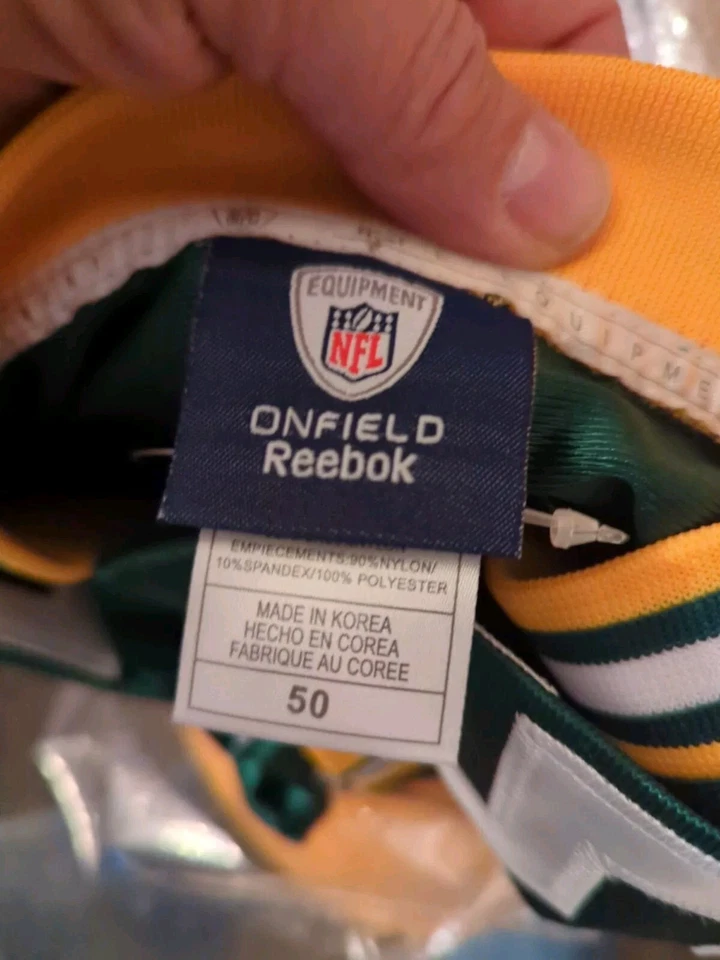 EQUIPMENT
NFL
ONFIELD
Reebok
EMPIECEMENTS:90%NYLON/
10%SPANDEX/100% POLYESTER
MADE IN KOREA
HECHO EN COREA
FABRIQUE AU COREE
50